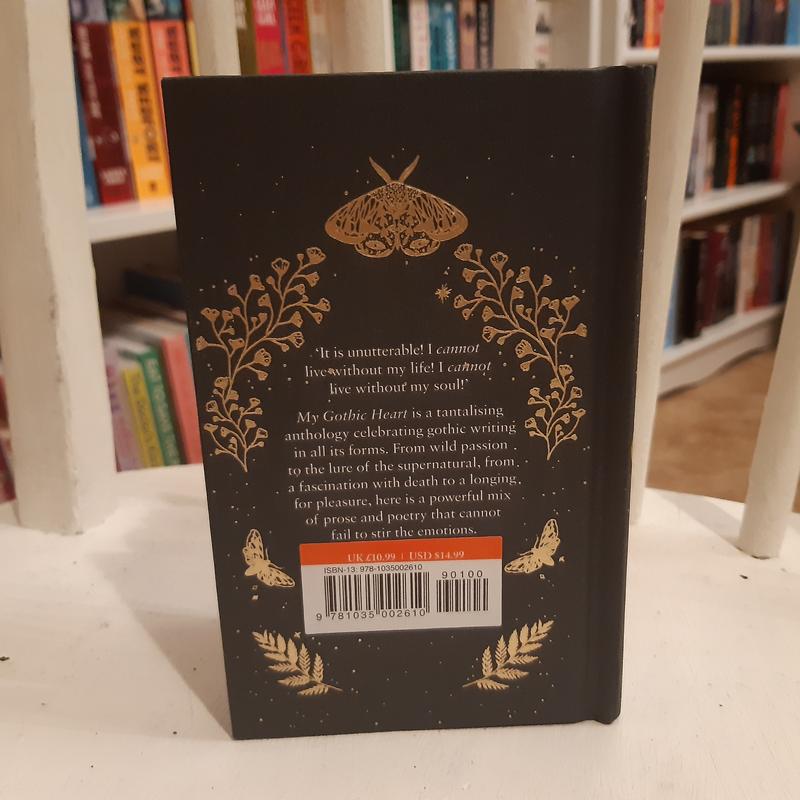 ‘It is unutterable! I cannot
live without my life! I cannot
live without my soul!’
My Gothic Heart is a tantalising
anthology celebrating gothic writing
in all its forms. From wild passion
to the lure of the supernatural, from
a fascination with death to a longing
for pleasure, here is a powerful mix
of prose and poetry that cannot
fail to stir the emotions.
UK £10.99 | USD $14.99
ISBN-13: 978-1035002610
90100
9 781035 002610